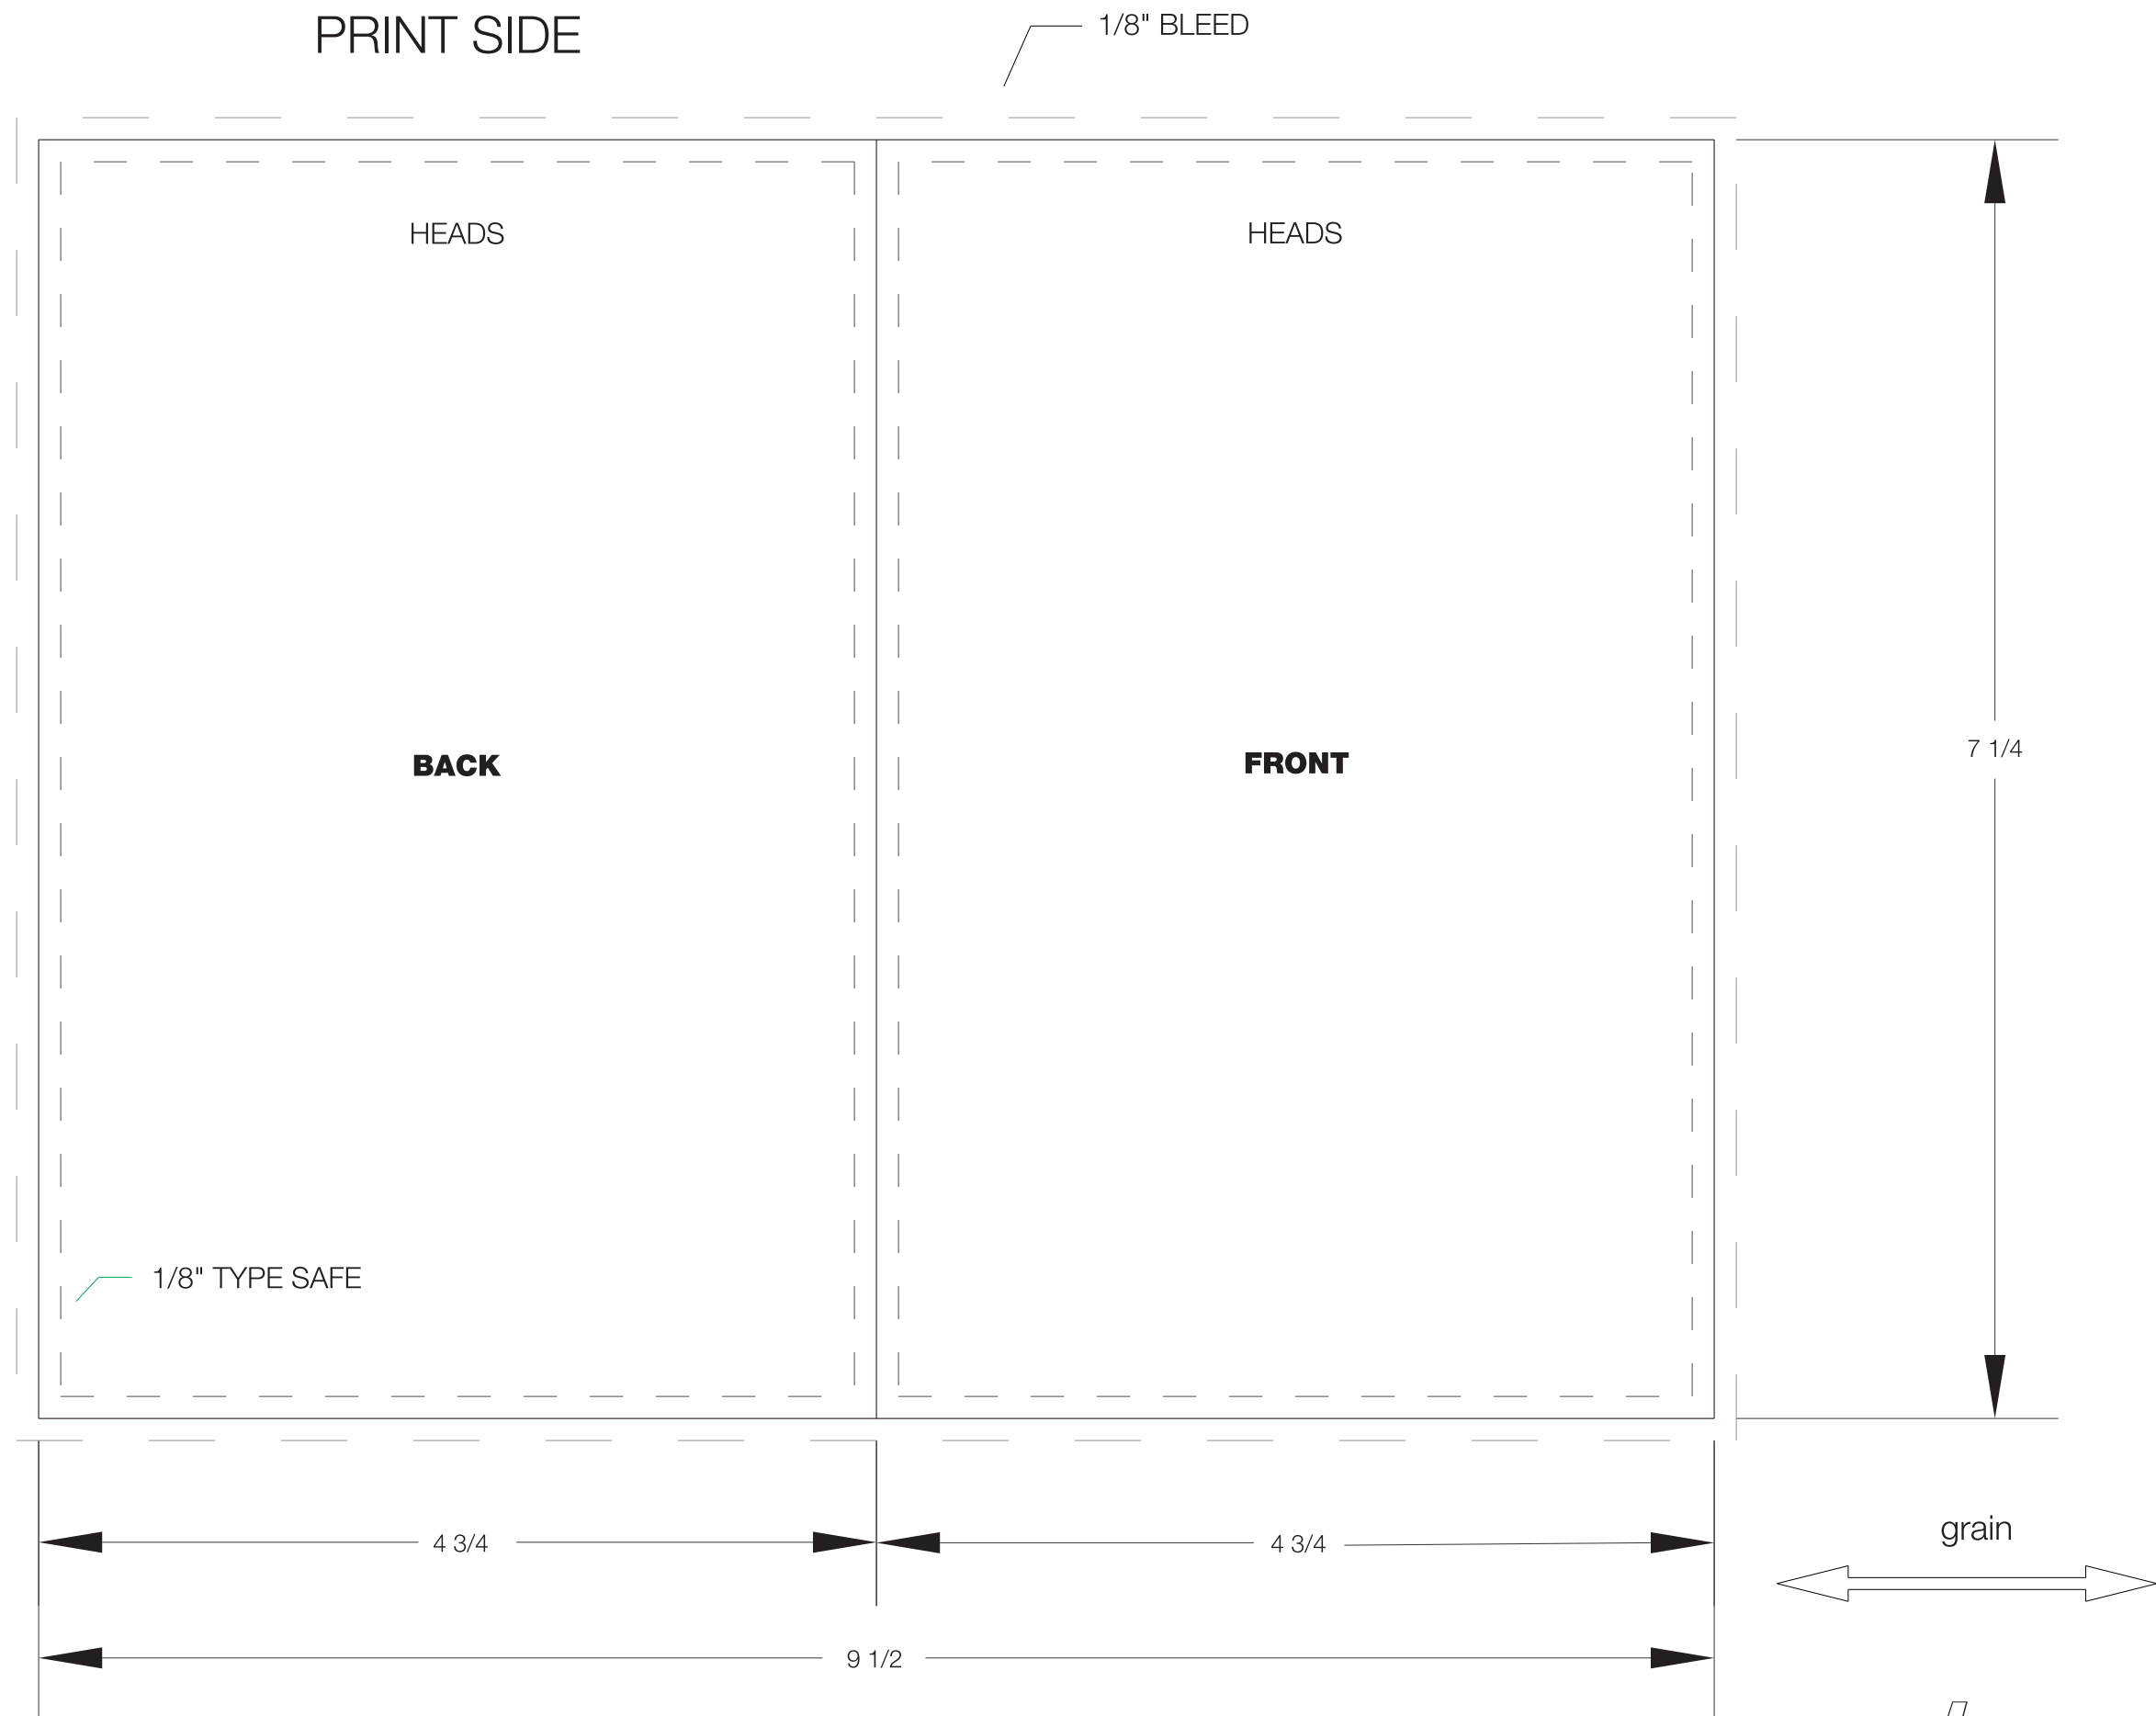 PRINT SIDE
1/8" BLEED
HEADS
HEADS
BACK
FRONT
7 1/4
1/8" TYPE SAFE
grain
4 3/4
4 3/4
9 1/2